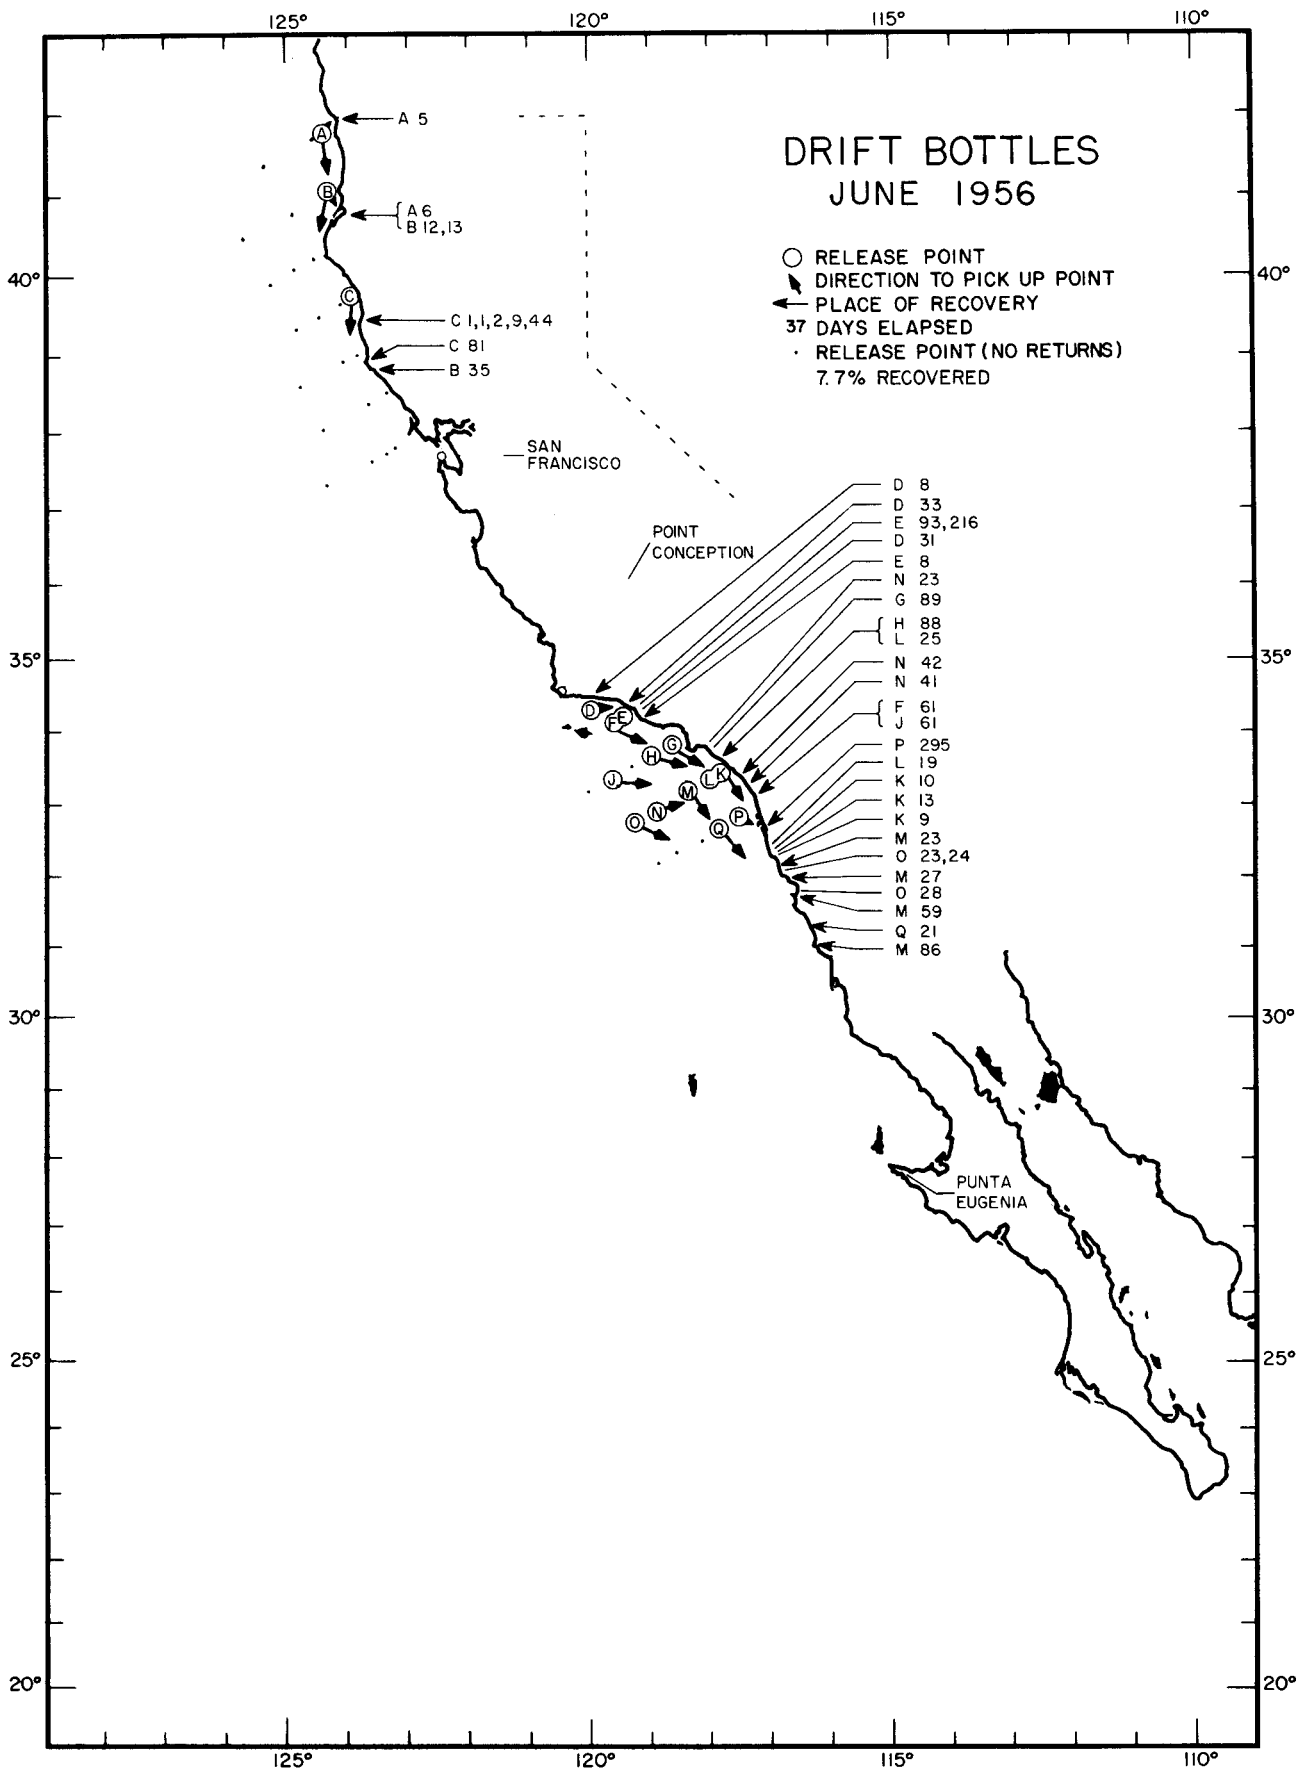 125° 120° 115° 110°
DRIFT BOTTLES
JUNE 1956
RELEASE POINT
DIRECTION TO PICK UP POINT
PLACE OF RECOVERY
37 DAYS ELAPSED
RELEASE POINT (NO RETURNS)
7.7% RECOVERED
A 5
A
B
A 6
B 12,13
40° 40°
C
C 1,1,2,9,44
C 81
B 35
SAN
FRANCISCO
POINT
CONCEPTION
D 8
D 33
E 93,216
D 31
E 8
N 23
G 89
H 88
L 25
N 42
N 41
F 61
J 61
P 295
L 19
K 10
K 13
K 9
M 23
O 23,24
M 27
O 28
M 59
Q 21
M 86
35° 35°
D
E
F
G
H
J
K
L
M
N
O
P
Q
30° 30°
PUNTA
EUGENIA
25° 25°
20° 20°
125° 120° 115° 110°